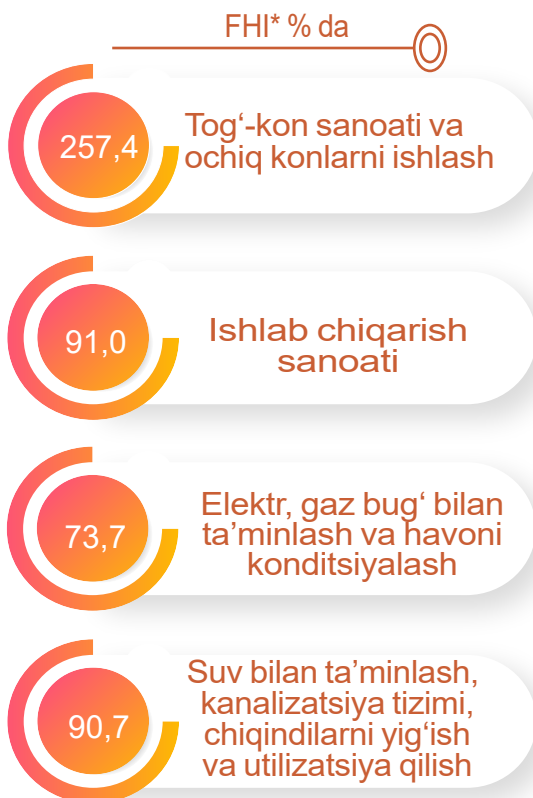 FHI* % da
257,4
Tog‘-kon sanoati va
ochiq konlarni ishlash
91,0
Ishlab chiqarish
sanoati
73,7
Elektr, gaz bug‘ bilan
ta’minlash va havoni
konditsiyalash
90,7
Suv bilan ta’minlash,
kanalizatsiya tizimi,
chiqindilarni yig‘ish
va utilizatsiya qilish